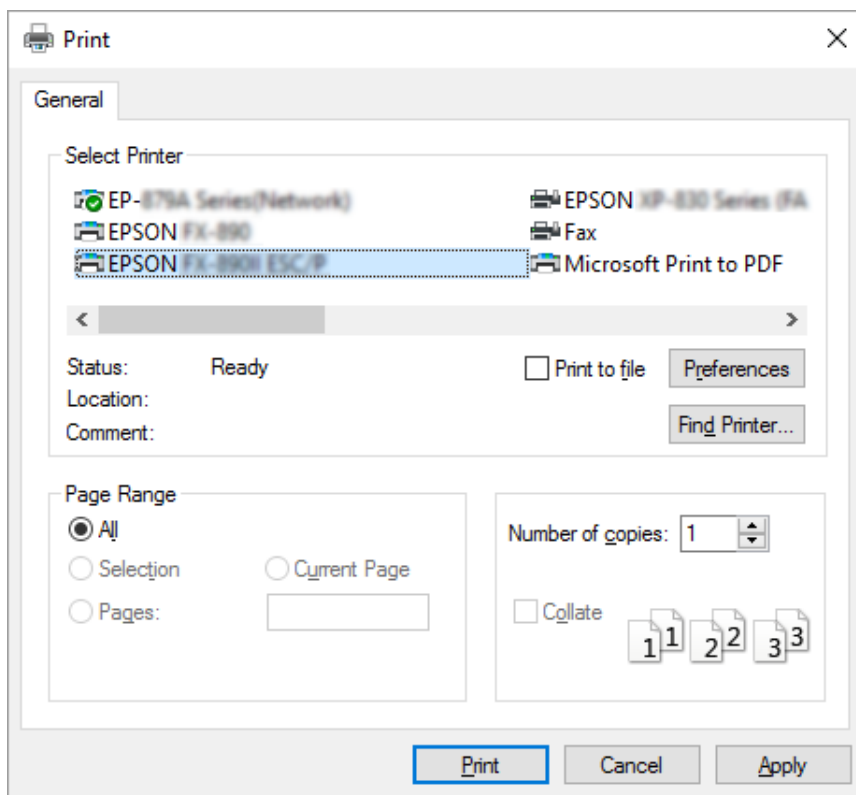 Print
General
Select Printer
EP-
EPSON
EPSON
EPSON
Fax
Microsoft Print to PDF
Status: Ready
Location:
Comment:
Print to file
Preferences
Find Printer...
Page Range
All
Selection
Current Page
Pages:
Number of copies: 1
Collate
1 1 2 2 3 3
Print
Cancel
Apply